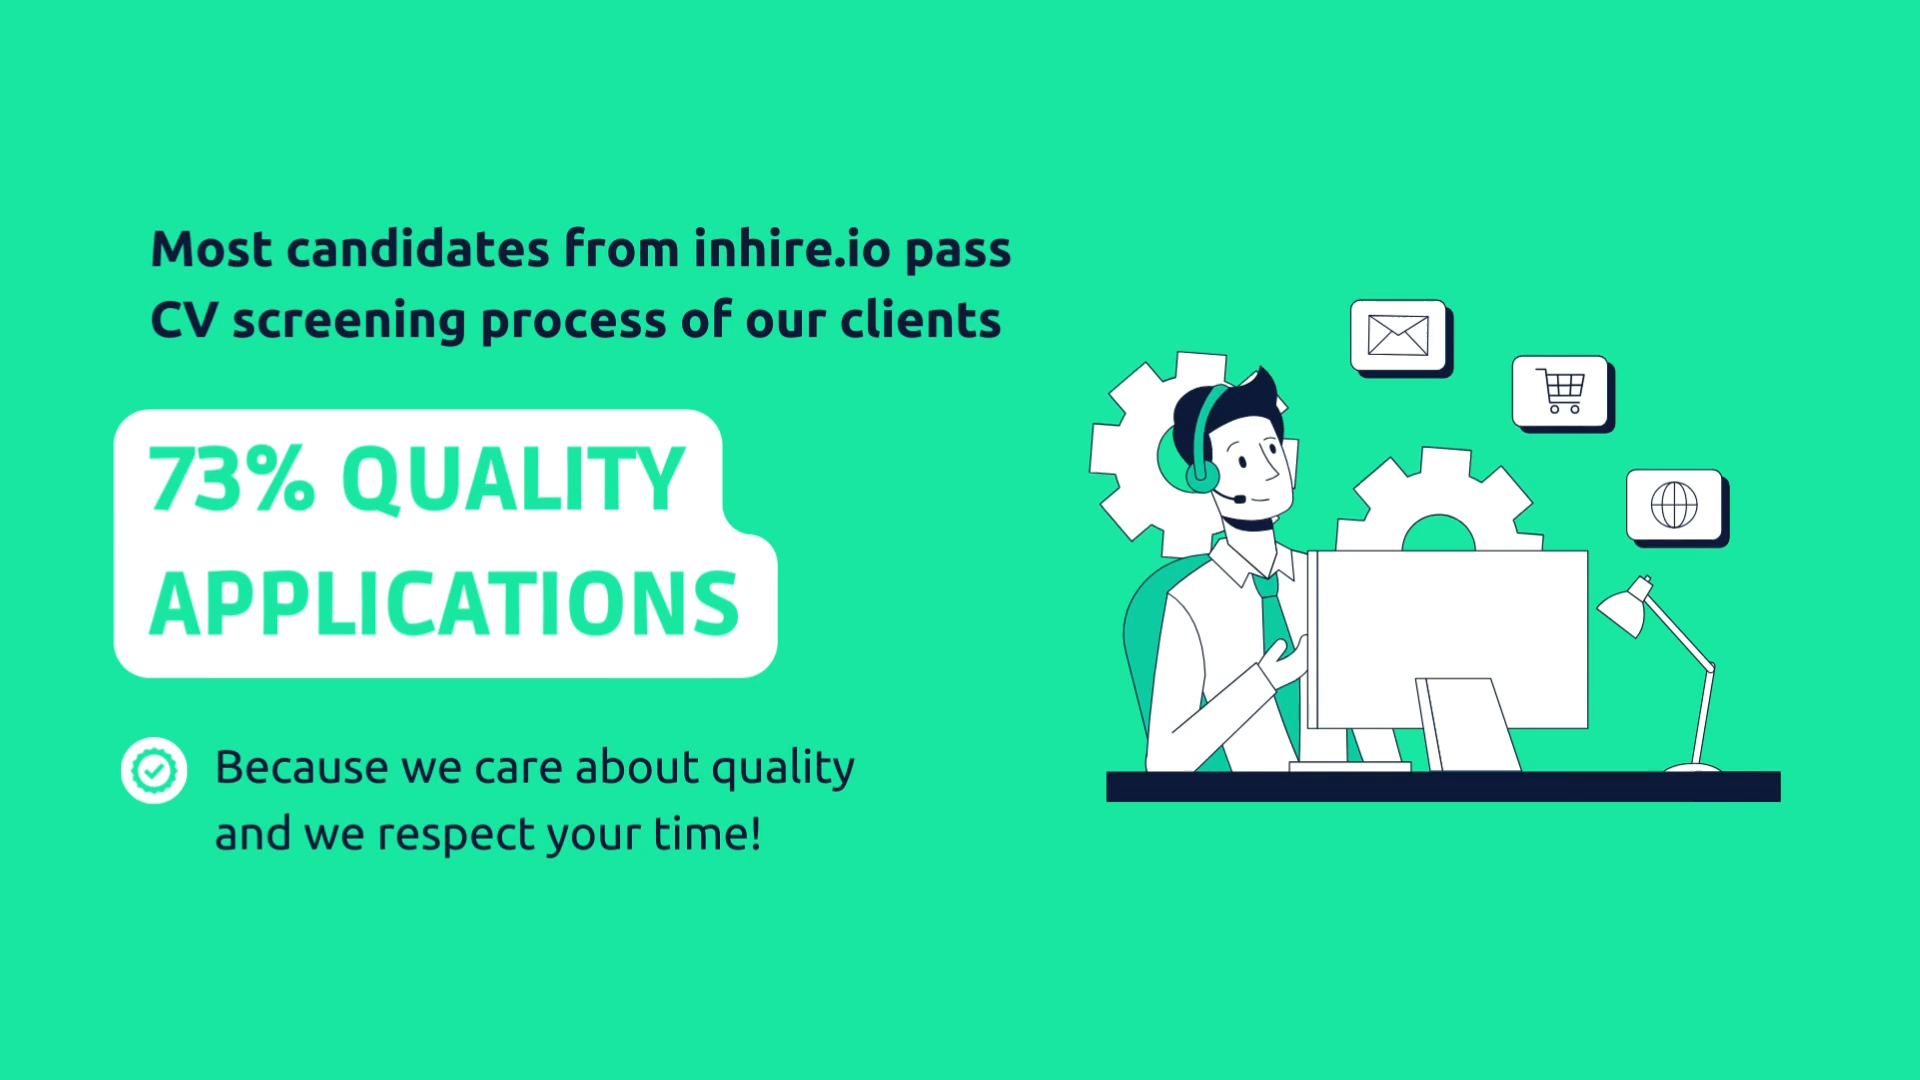 Most candidates from inhire.io pass
CV screening process of our clients
73% QUALITY
APPLICATIONS
Because we care about quality
and we respect your time!